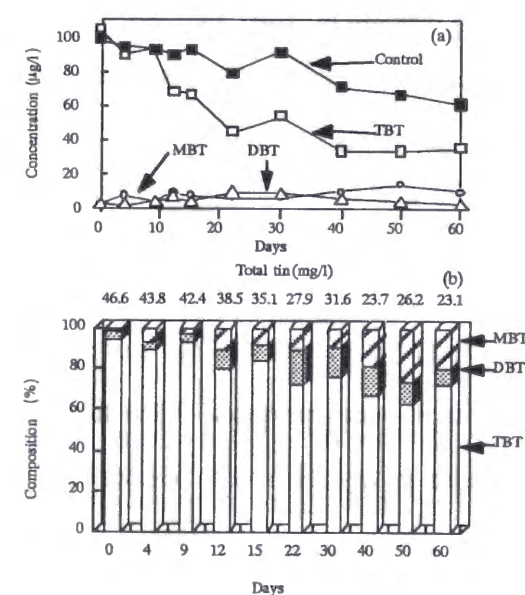 (a)
Concentration (µg/l)
100
80
60
40
20
0
Control
TBT
MBT
DBT
0 10 20 30 40 50 60
Days
Total tin (mg/l)
(b)
46.6 43.8 42.4 38.5 35.1 27.9 31.6 23.7 26.2 23.1
Composition (%)
100
80
60
40
20
0
MBT
DBT
TBT
0 4 9 12 15 22 30 40 50 60
Days